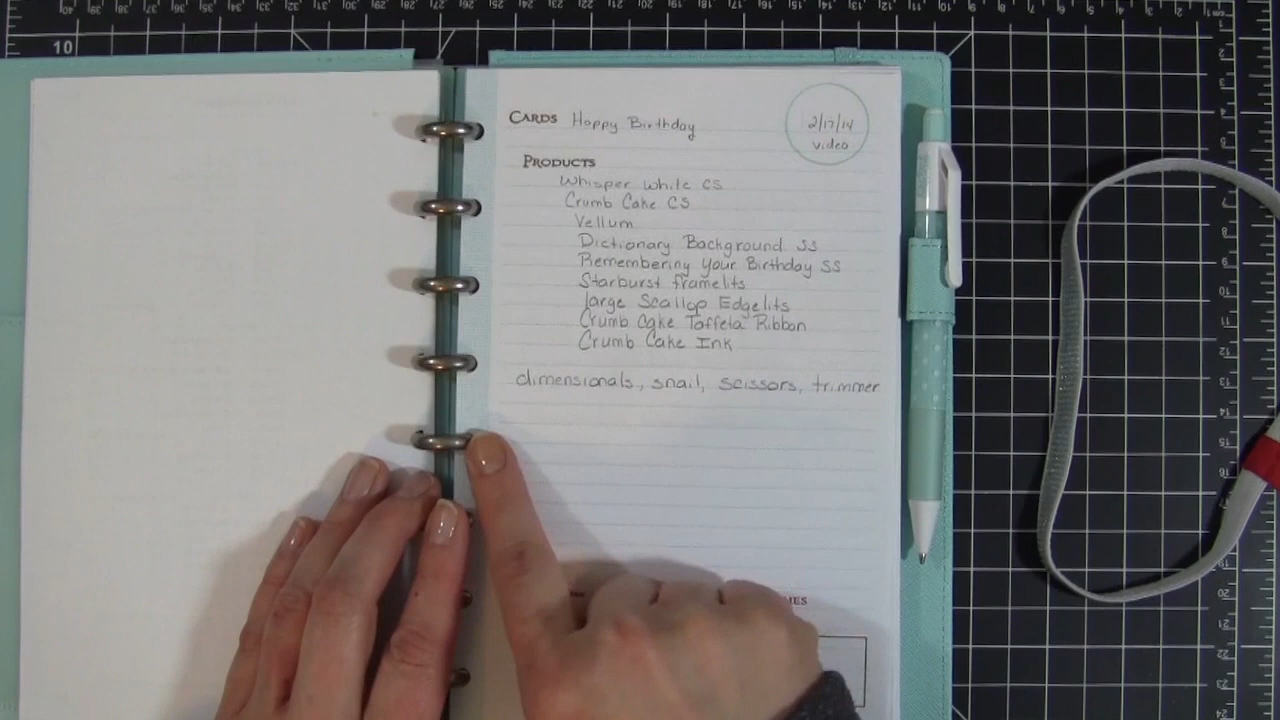 CARDS Happy Birthday
2/17/14
video
PRODUCTS
Whisper White CS
Crumb Cake CS
Vellum
Dictionary Background SS
Remembering Your Birthday SS
Starburst framelits
large Scallop Edgelits
Crumb Cake Taffeta Ribbon
Crumb Cake Ink
dimensionals, snail, scissors, trimmer
10